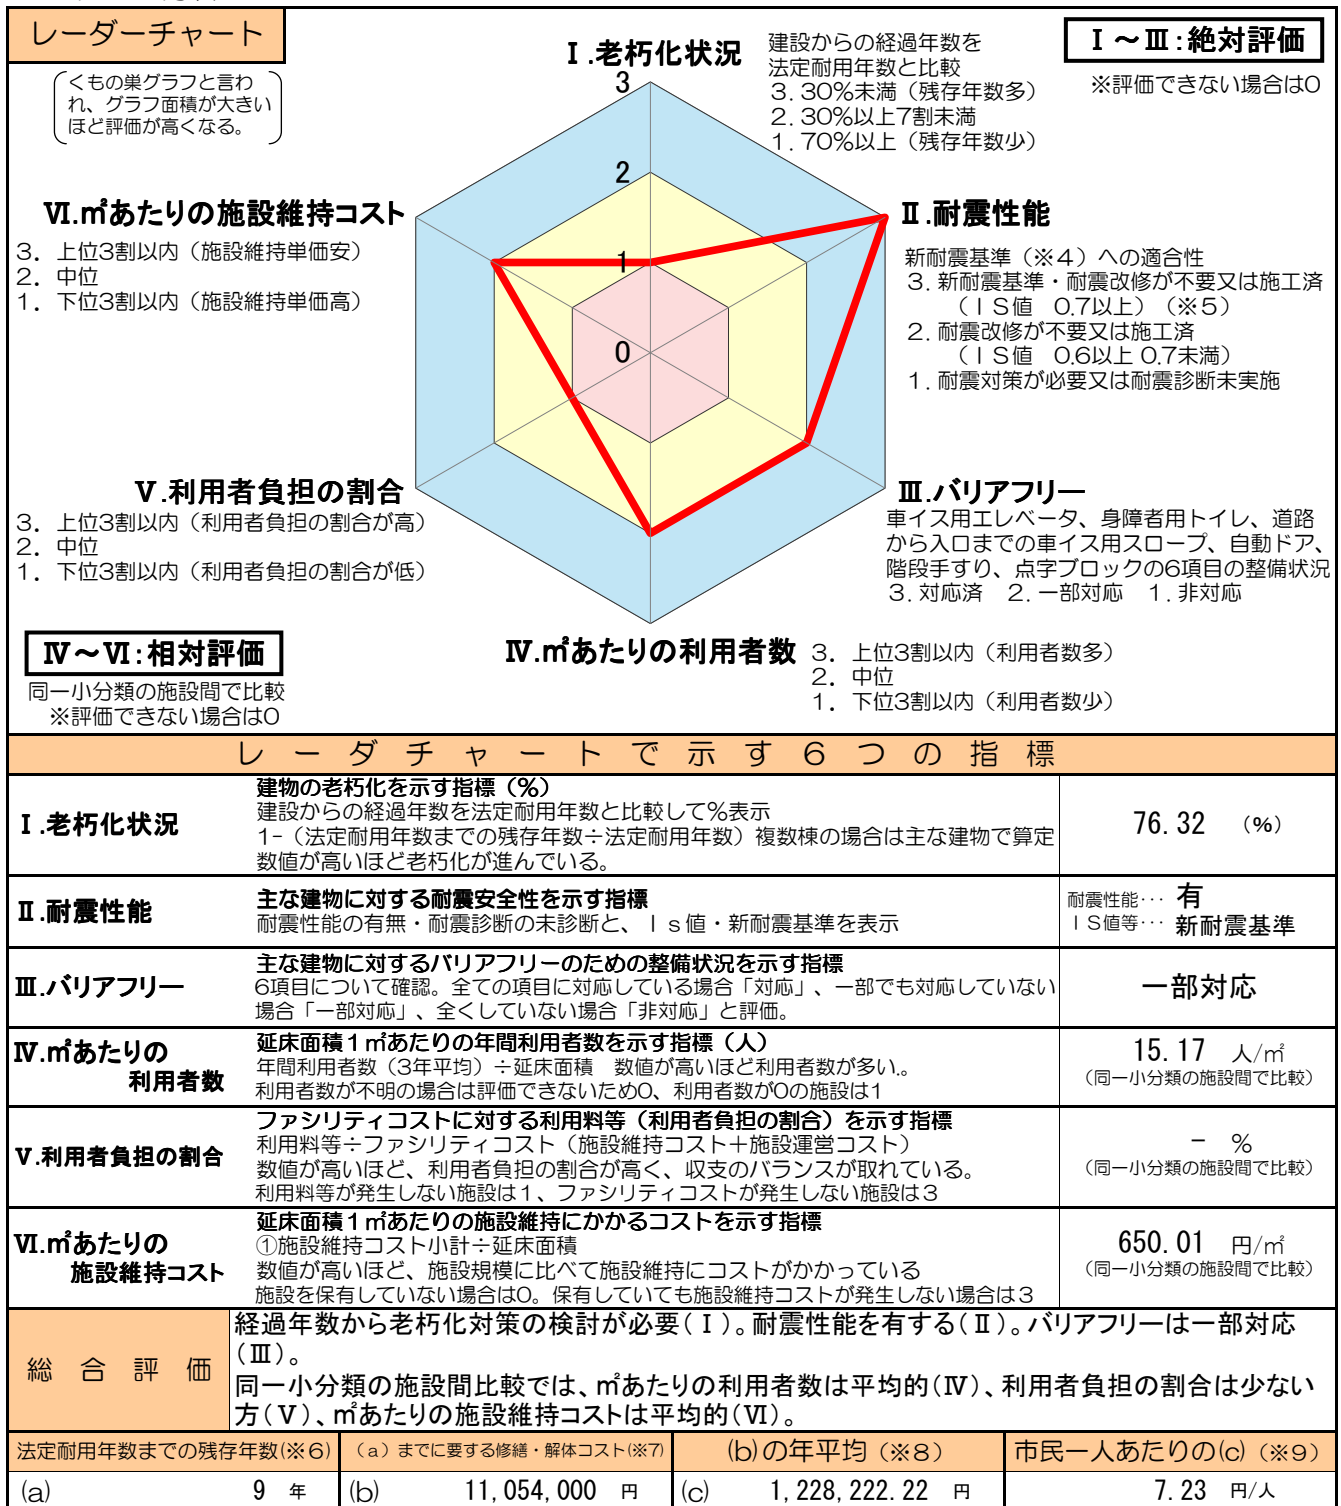 レーダーチャート
くもの巣グラフと言わ
れ、グラフ面積が大きい
ほど評価が高くなる。
Ⅰ.老朽化状況
建設からの経過年数を
法定耐用年数と比較
3.30%未満（残存年数多）
2.30%以上7割未満
1.70%以上（残存年数少）
Ⅰ～Ⅲ:絶対評価
※評価できない場合は0
3
2
1
0
Ⅵ.㎡あたりの施設維持コスト
3. 上位3割以内（施設維持単価安）
2. 中位
1. 下位3割以内（施設維持単価高）
Ⅱ.耐震性能
新耐震基準（※4）への適合性
3.新耐震基準・耐震改修が不要又は施工済
（ＩＳ値 0.7以上）（※5）
2.耐震改修が不要又は施工済
（ＩＳ値 0.6以上 0.7未満）
1.耐震対策が必要又は耐震診断未実施
Ⅴ.利用者負担の割合
3. 上位3割以内（利用者負担の割合が高）
2. 中位
1. 下位3割以内（利用者負担の割合が低）
Ⅲ.バリアフリー
車イス用エレベータ、身障者用トイレ、道路
から入口までの車イス用スロープ、自動ドア、
階段手すり、点字ブロックの6項目の整備状況
3.対応済 2.一部対応 1.非対応
Ⅳ～Ⅵ:相対評価
同一小分類の施設間で比較
※評価できない場合は0
Ⅳ.㎡あたりの利用者数
3. 上位3割以内（利用者数多）
2. 中位
1. 下位3割以内（利用者数少）
レーダチャートで示す6つの指標
Ⅰ.老朽化状況
建物の老朽化を示す指標（%）
建設からの経過年数を法定耐用年数と比較して%表示
1-（法定耐用年数までの残存年数÷法定耐用年数）複数棟の場合は主な建物で算定
数値が高いほど老朽化が進んでいる。
76.32 （%）
Ⅱ.耐震性能
主な建物に対する耐震安全性を示す指標
耐震性能の有無・耐震診断の未診断と、Ｉｓ値・新耐震基準を表示
耐震性能… 有
ＩＳ値等… 新耐震基準
Ⅲ.バリアフリー
主な建物に対するバリアフリーのための整備状況を示す指標
6項目について確認。全ての項目に対応している場合「対応」、一部でも対応していない
場合「一部対応」、全くしていない場合「非対応」と評価。
一部対応
Ⅳ.㎡あたりの
利用者数
延床面積１㎡あたりの年間利用者数を示す指標（人）
年間利用者数（3年平均）÷延床面積 数値が高いほど利用者数が多い。
利用者数が不明の場合は評価できないため0、利用者数が0の施設は1
15.17 人/㎡
（同一小分類の施設間で比較）
Ⅴ.利用者負担の割合
ファシリティコストに対する利用料等（利用者負担の割合）を示す指標
利用料等÷ファシリティコスト（施設維持コスト＋施設運営コスト）
数値が高いほど、利用者負担の割合が高く、収支のバランスが取れている。
利用料等が発生しない施設は１、ファシリティコストが発生しない施設は３
- %
（同一小分類の施設間で比較）
Ⅵ.㎡あたりの
施設維持コスト
延床面積１㎡あたりの施設維持にかかるコストを示す指標
①施設維持コスト小計÷延床面積
数値が高いほど、施設規模に比べて施設維持にコストがかかっている
施設を保有していない場合は0。保有していても施設維持コストが発生しない場合は３
650.01 円/㎡
（同一小分類の施設間で比較）
総合評価
経過年数から老朽化対策の検討が必要(Ⅰ)。耐震性能を有する(Ⅱ)。バリアフリーは一部対応
(Ⅲ)。
同一小分類の施設間比較では、㎡あたりの利用者数は平均的(Ⅳ)、利用者負担の割合は少ない
方(Ⅴ)、㎡あたりの施設維持コストは平均的(Ⅵ)。
法定耐用年数までの残存年数(※6)
（a）までに要する修繕・解体コスト(※7)
(b)の年平均（※8）
市民一人あたりの(c)（※9）
(a) 9 年
(b) 11,054,000 円
(c) 1,228,222.22 円
7.23 円/人